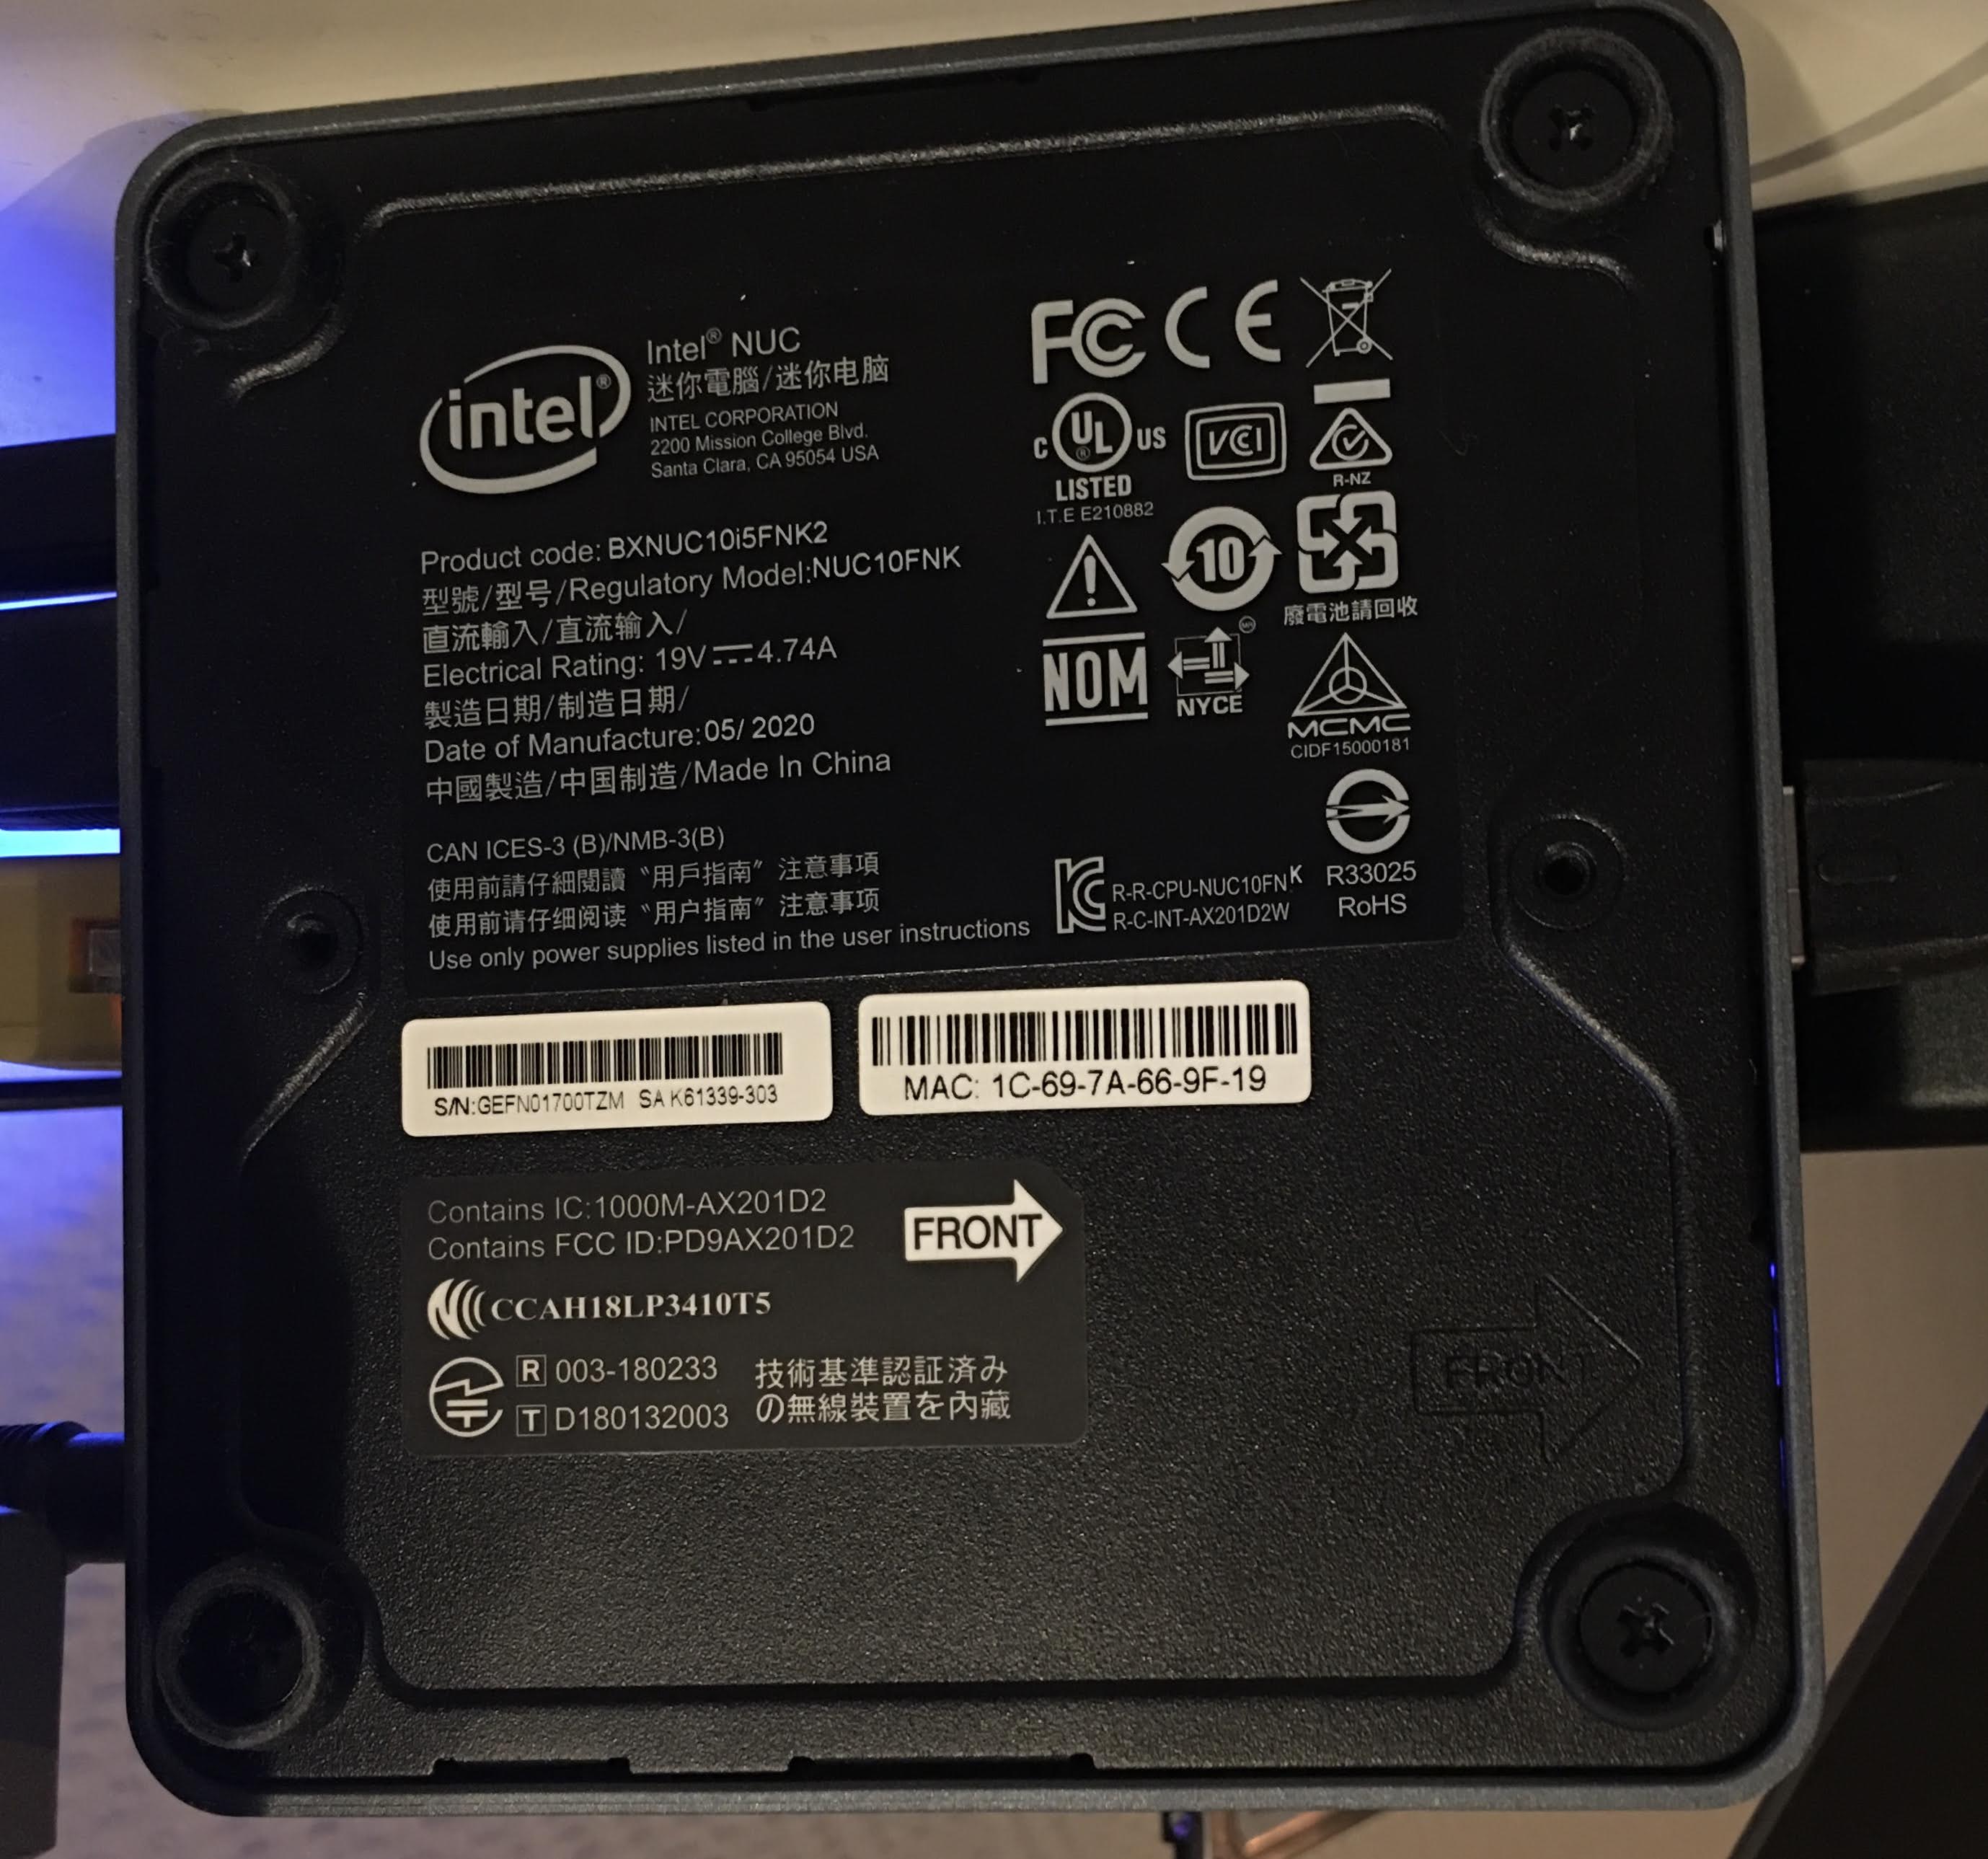 intel®
Intel® NUC
迷你電腦/迷你电脑
INTEL CORPORATION
2200 Mission College Blvd.
Santa Clara, CA 95054 USA
Product code: BXNUC10i5FNK2
型號/型号/Regulatory Model:NUC10FNK
直流輸入/直流输入/
Electrical Rating: 19V⎓4.74A
製造日期/制造日期/
Date of Manufacture:05/ 2020
中國製造/中国制造/Made In China
CAN ICES-3 (B)/NMB-3(B)
使用前請仔細閱讀〝用戶指南〞注意事項
使用前请仔细阅读〝用户指南〞注意事项
Use only power supplies listed in the user instructions
FC CE
C UL® US
LISTED
I.T.E E210882
VCI
R-NZ
10
廢電池請回收
NOM
NYCE
MCMC
CIDF15000181
R-R-CPU-NUC10FNK
R-C-INT-AX201D2W
R33025
RoHS
S/N:GEFN01700TZM SA K61339-303
MAC: 1C-69-7A-66-9F-19
Contains IC:1000M-AX201D2
Contains FCC ID:PD9AX201D2
FRONT
CCAH18LP3410T5
R 003-180233
T D180132003
技術基準認証済み
の無線装置を內藏
FRONT